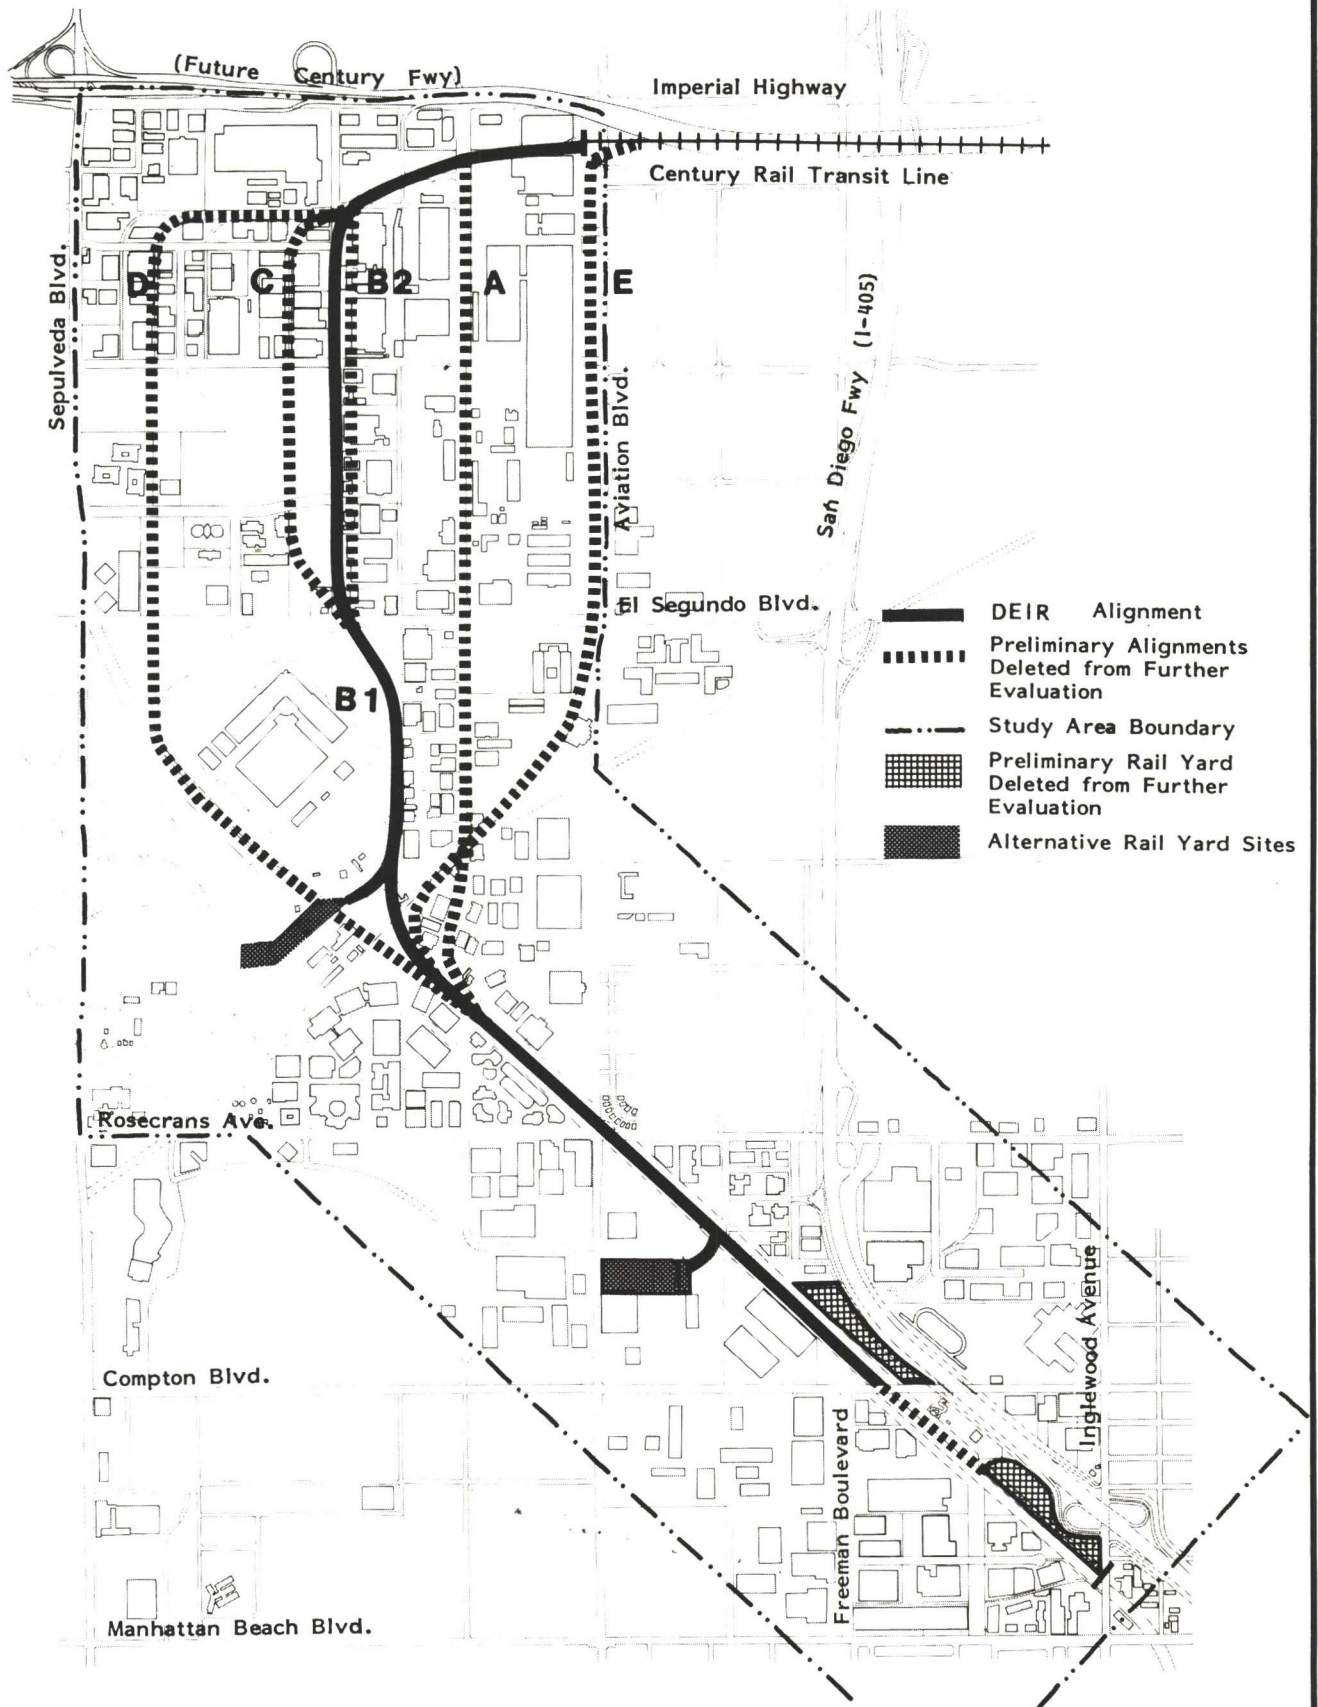 (Future Century Fwy)
Imperial Highway
Century Rail Transit Line
Sepulveda Blvd.
D
C
B2
A
E
Aviation Blvd.
San Diego Fwy (I-405)
El Segundo Blvd.
B1
DEIR Alignment
Preliminary Alignments
Deleted from Further
Evaluation
Study Area Boundary
Preliminary Rail Yard
Deleted from Further
Evaluation
Alternative Rail Yard Sites
Rosecrans Ave.
Inglewood Avenue
Compton Blvd.
Freeman Boulevard
Manhattan Beach Blvd.